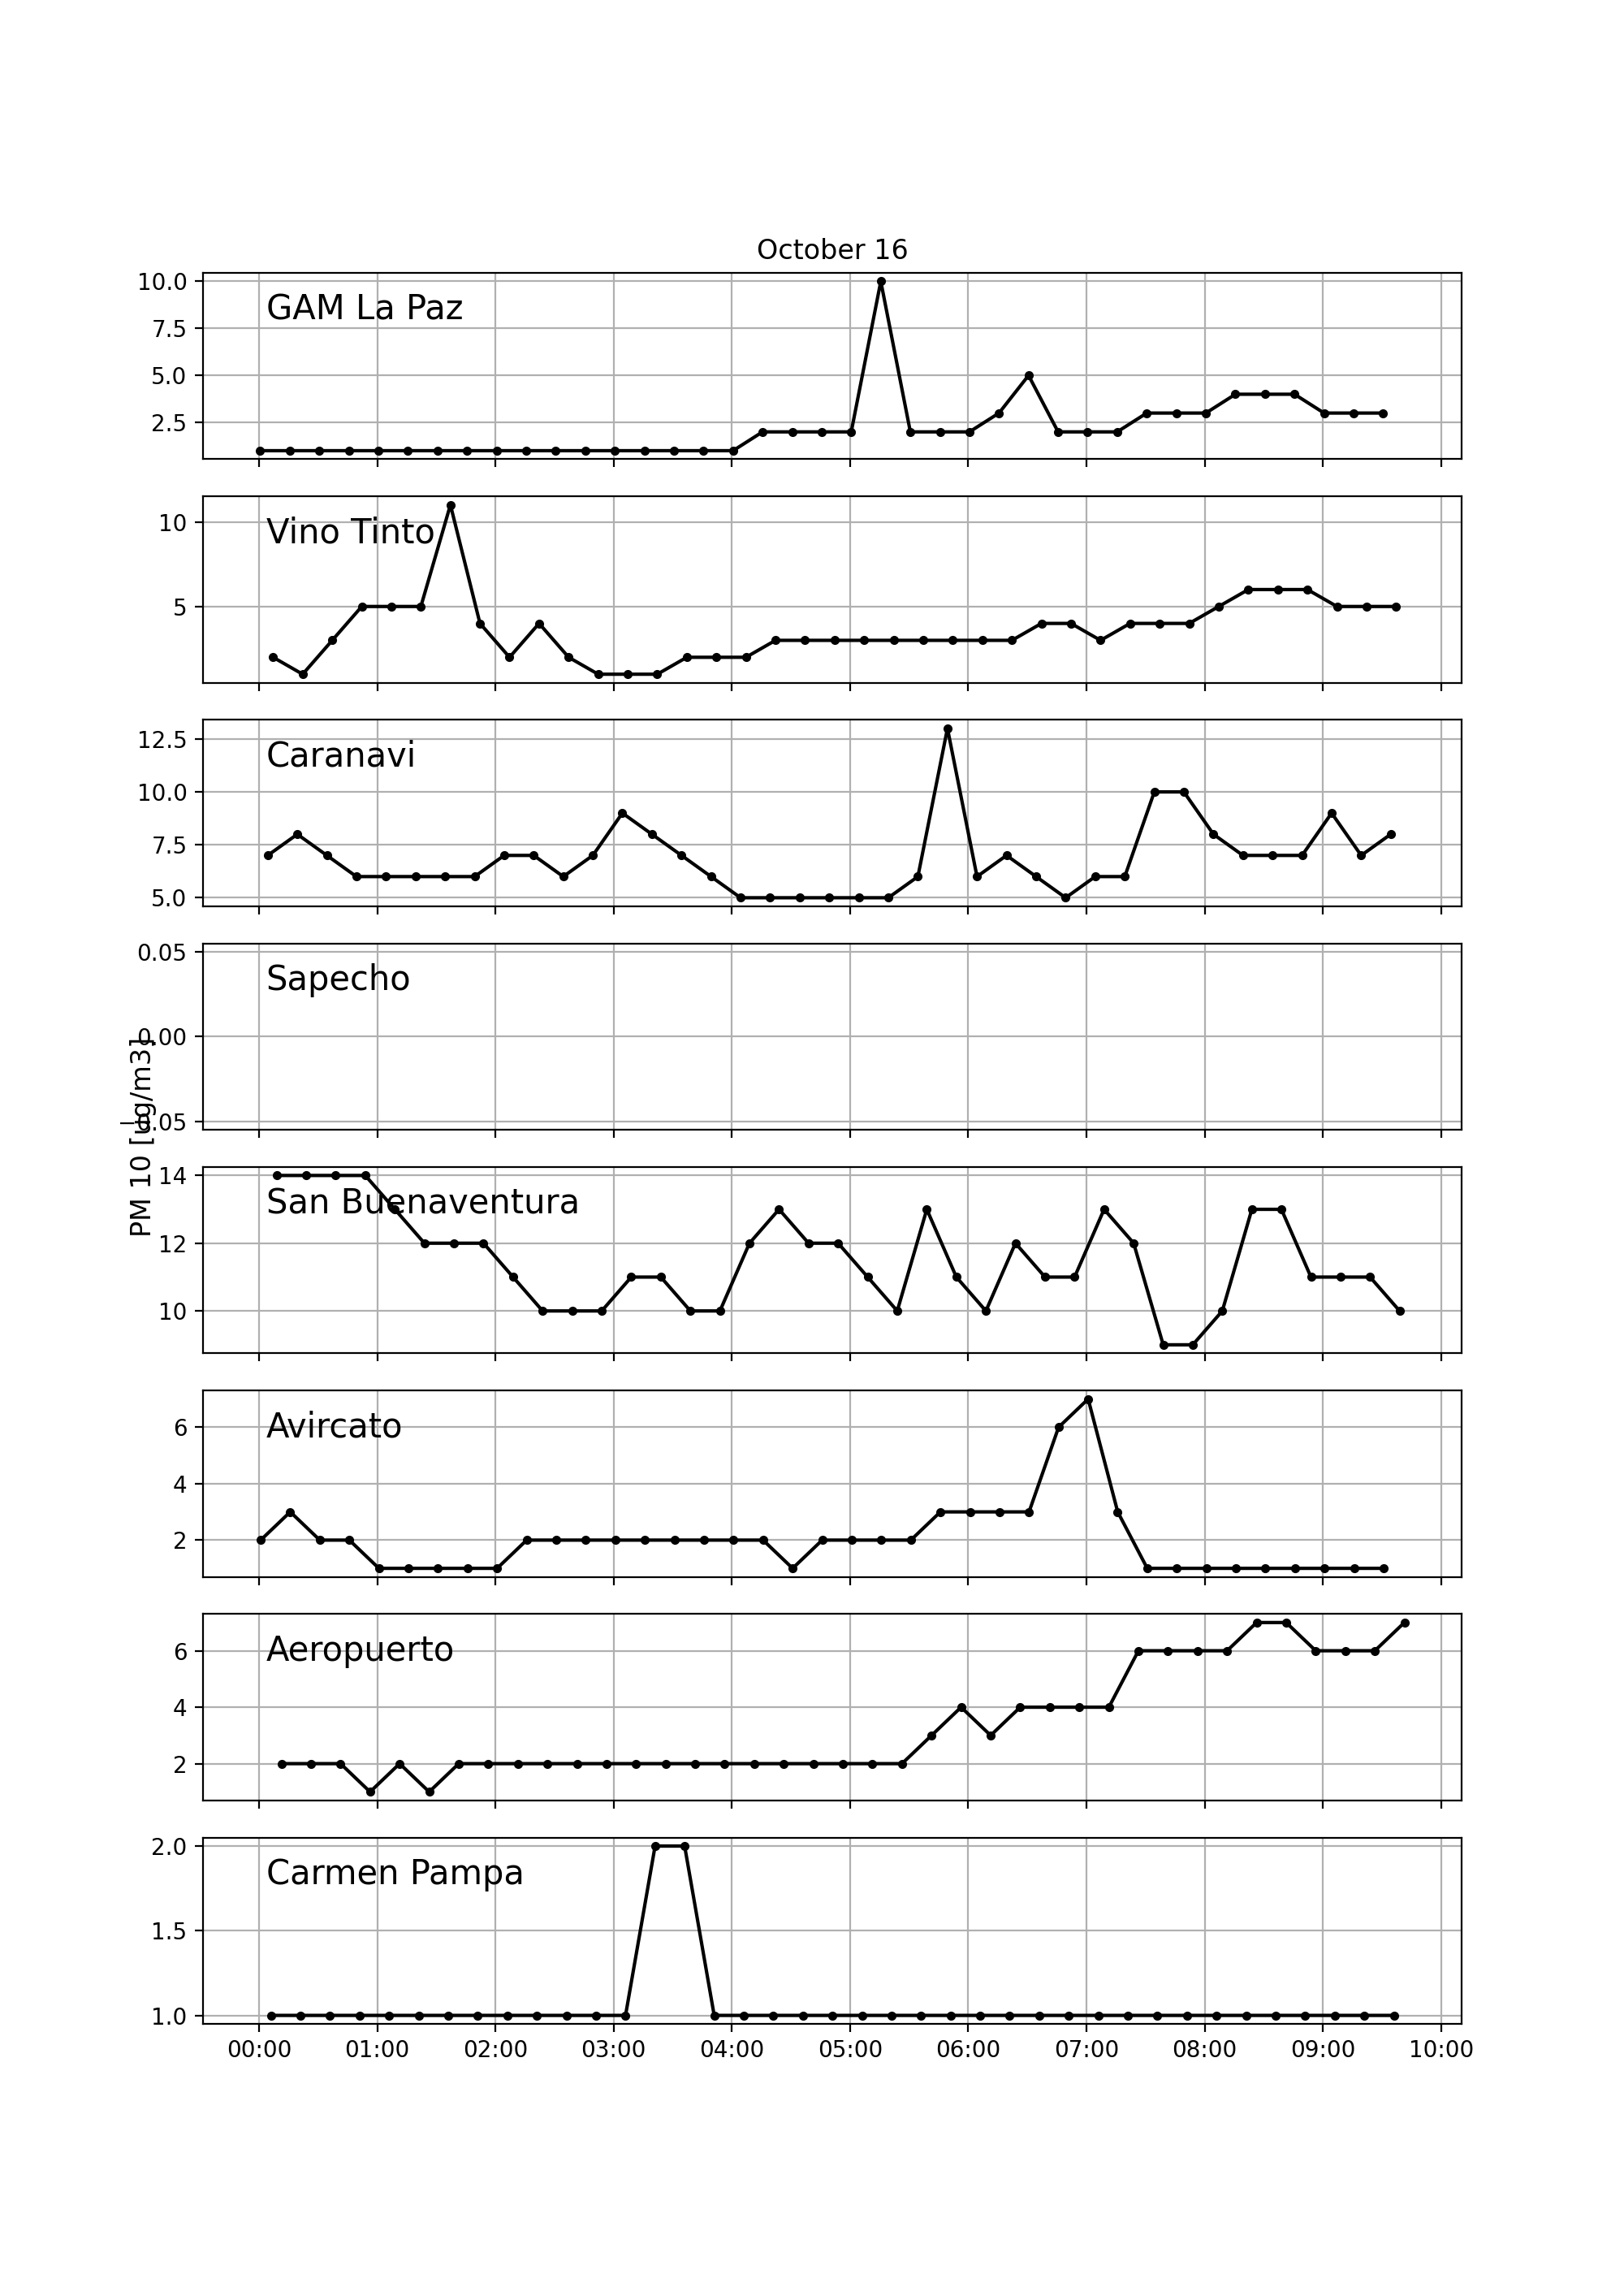 October 16
10.0
GAM La Paz
7.5
5.0
2.5
10
Vino Tinto
5
12.5
Caranavi
10.0
7.5
5.0
0.05
Sapecho
0.00
PM 10 [ug/m3]
−0.05
14
San Buenaventura
12
10
6
Avircato
4
2
6
Aeropuerto
4
2
2.0
Carmen Pampa
1.5
1.0
00:00 01:00 02:00 03:00 04:00 05:00 06:00 07:00 08:00 09:00 10:00